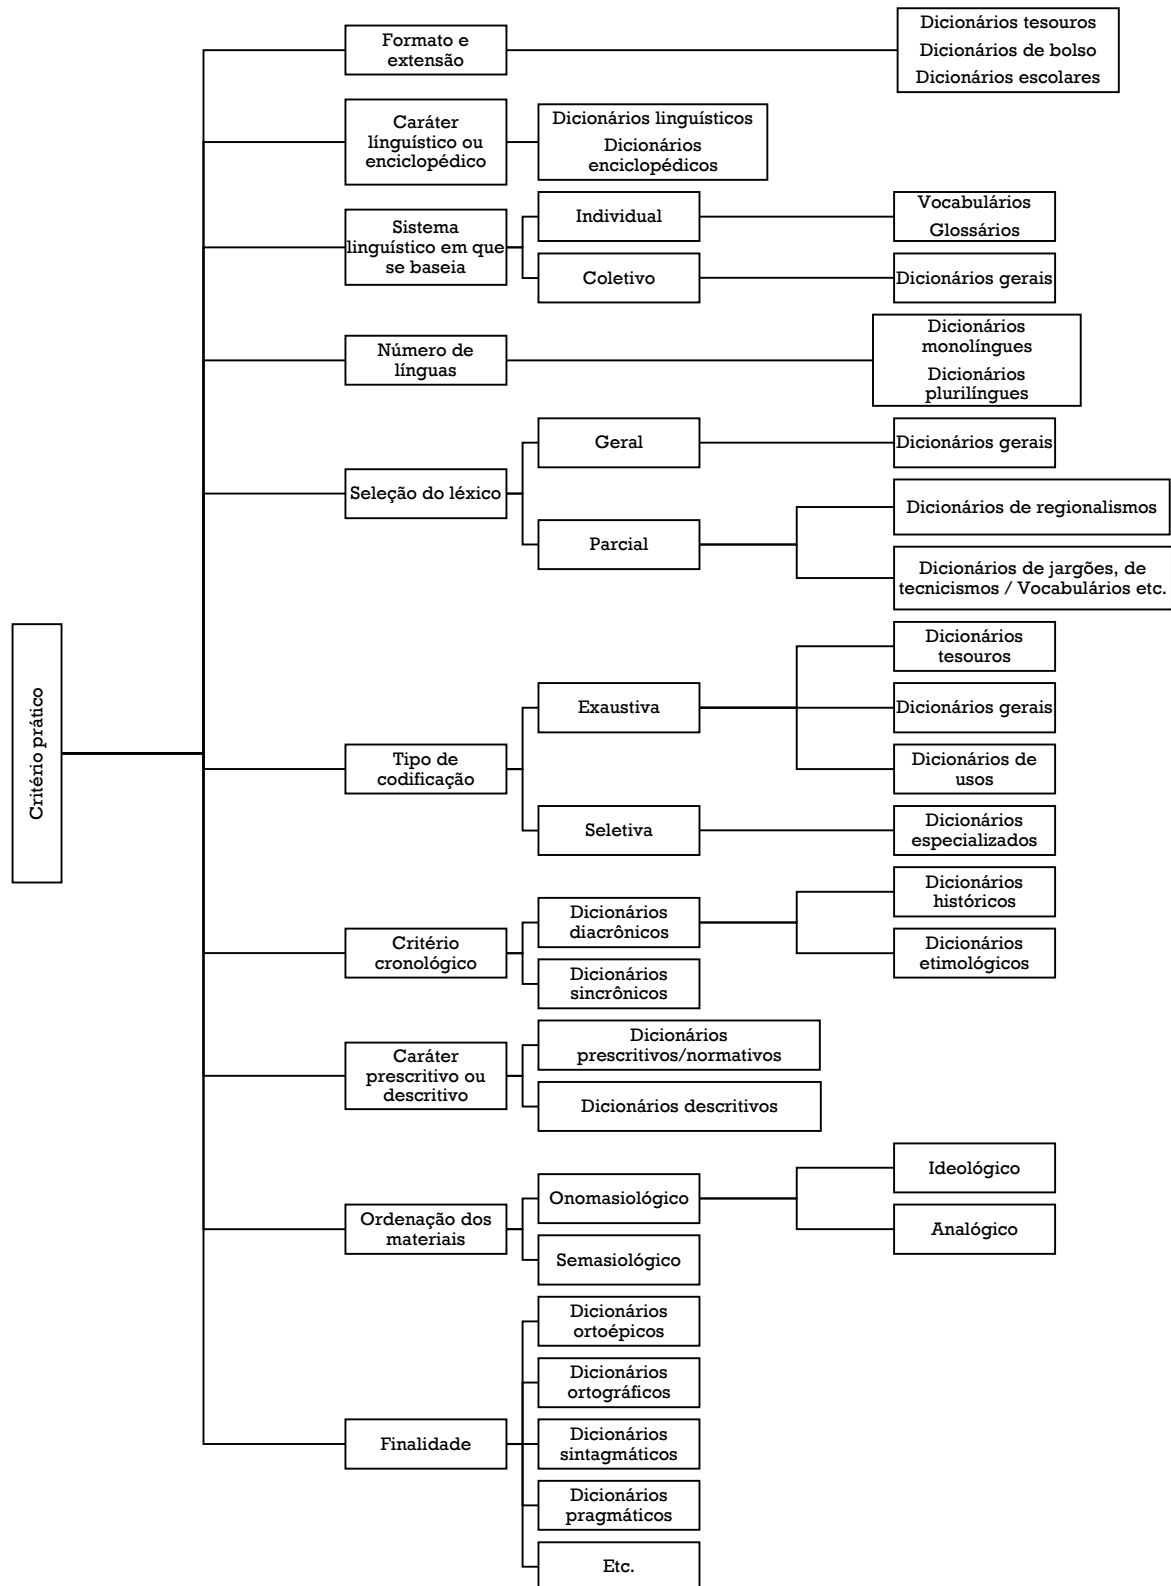 Critério prático
Formato e
extensão
Dicionários tesouros
Dicionários de bolso
Dicionários escolares
Caráter
línguístico ou
enciclopédico
Dicionários linguísticos
Dicionários
enciclopédicos
Sistema
linguístico em que
se baseia
Individual
Vocabulários
Glossários
Coletivo
Dicionários gerais
Número de
línguas
Dicionários
monolíngues
Dicionários
plurilíngues
Seleção do léxico
Geral
Dicionários gerais
Parcial
Dicionários de regionalismos
Dicionários de jargões, de
tecnicismos / Vocabulários etc.
Tipo de
codificação
Exaustiva
Dicionários
tesouros
Dicionários gerais
Dicionários de
usos
Seletiva
Dicionários
especializados
Critério
cronológico
Dicionários
diacrônicos
Dicionários
históricos
Dicionários
etimológicos
Dicionários
sincrônicos
Caráter
prescritivo ou
descritivo
Dicionários
prescritivos/normativos
Dicionários descritivos
Ordenação dos
materiais
Onomasiológico
Ideológico
Analógico
Semasiológico
Finalidade
Dicionários
ortoépicos
Dicionários
ortográficos
Dicionários
sintagmáticos
Dicionários
pragmáticos
Etc.